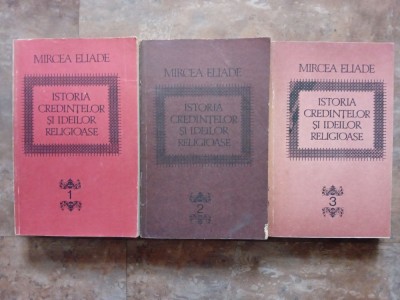 MIRCEA ELIADE
ISTORIA
CREDINȚELOR
ȘI IDEILOR
RELIGIOASE
1
MIRCEA ELIADE
ISTORIA
CREDINȚELOR
ȘI IDEILOR
RELIGIOASE
2
MIRCEA ELIADE
ISTORIA
CREDINȚELOR
ȘI IDEILOR
RELIGIOASE
3